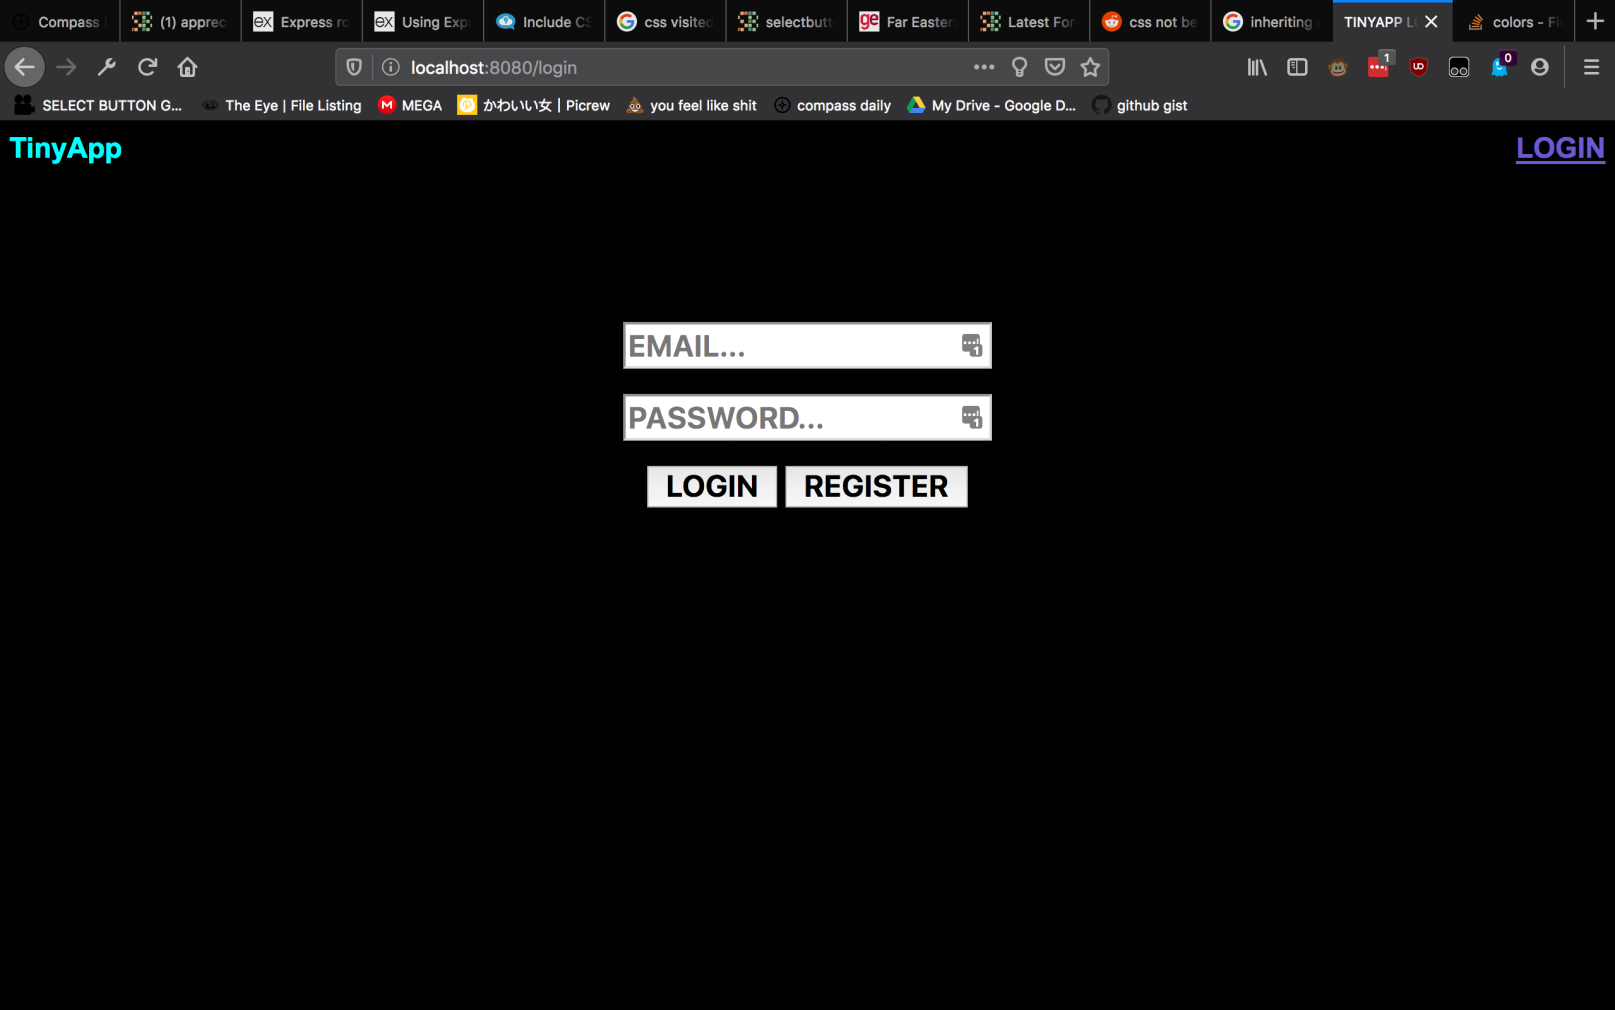 Compass
(1) apprec
Express ro
Using Exp
Include CS
css visited
selectbutt
Far Eastern
Latest For
css not be
inheriting
TINYAPP L
colors - Fi
localhost:8080/login
1
0
SELECT BUTTON G...
The Eye | File Listing
MEGA
かわいい女 | Picrew
you feel like shit
compass daily
My Drive - Google D...
github gist
TinyApp
LOGIN
EMAIL...
PASSWORD...
LOGIN
REGISTER